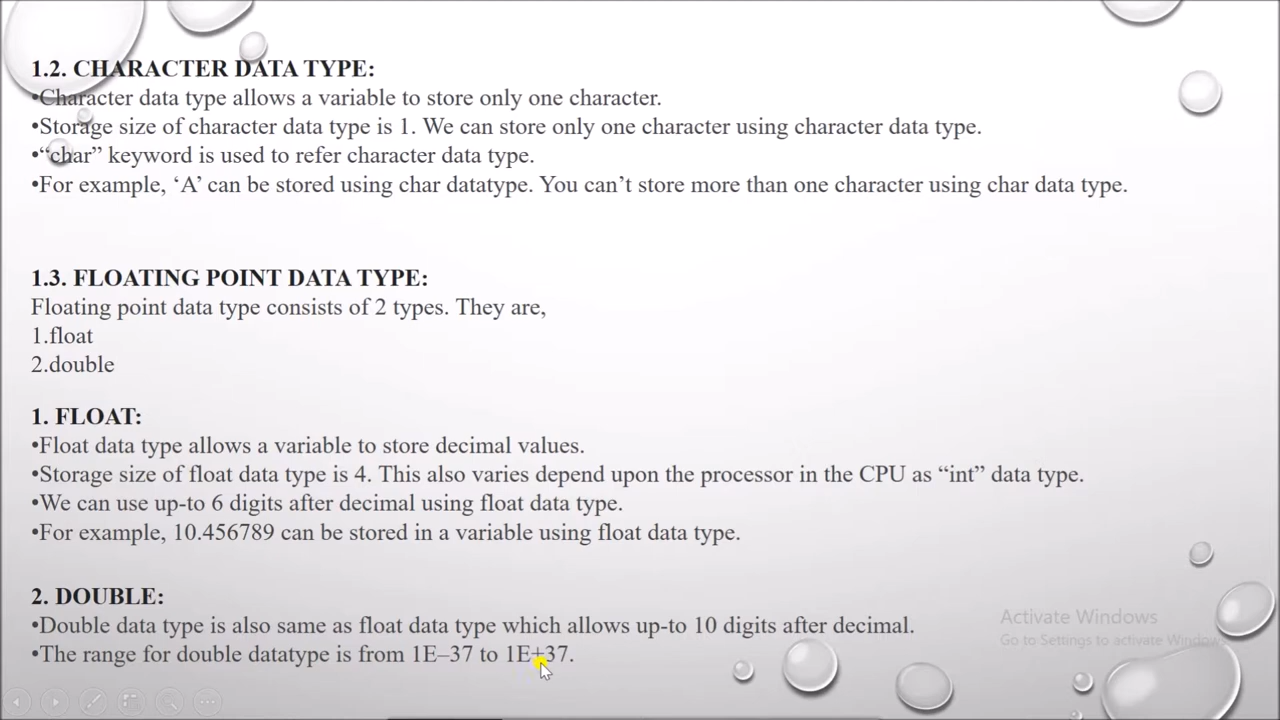 1.2. CHARACTER DATA TYPE:
•Character data type allows a variable to store only one character.
•Storage size of character data type is 1. We can store only one character using character data type.
•“char” keyword is used to refer character data type.
•For example, ‘A’ can be stored using char datatype. You can’t store more than one character using char data type.
1.3. FLOATING POINT DATA TYPE:
Floating point data type consists of 2 types. They are,
1.float
2.double
1. FLOAT:
•Float data type allows a variable to store decimal values.
•Storage size of float data type is 4. This also varies depend upon the processor in the CPU as “int” data type.
•We can use up-to 6 digits after decimal using float data type.
•For example, 10.456789 can be stored in a variable using float data type.
2. DOUBLE:
•Double data type is also same as float data type which allows up-to 10 digits after decimal.
•The range for double datatype is from 1E–37 to 1E+37.
Activate Windows
Go to Settings to activate Windows